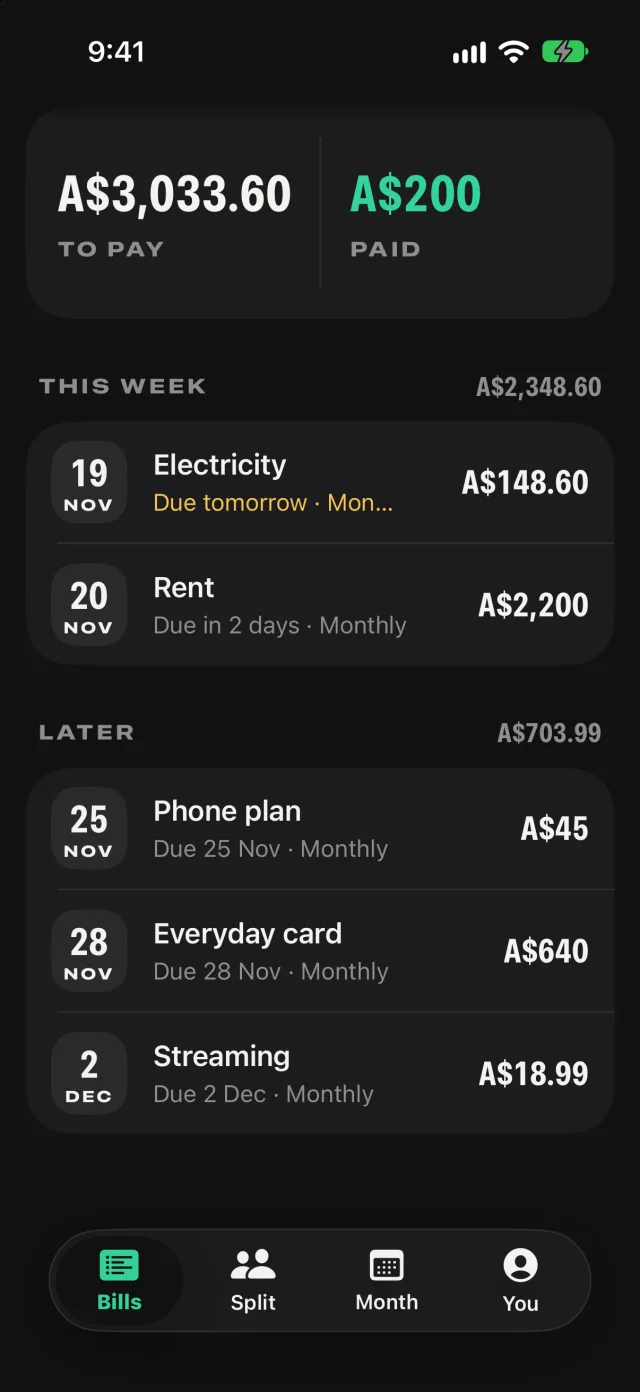 9:41
A$3,033.60
TO PAY
A$200
PAID
THIS WEEK
A$2,348.60
19
NOV
Electricity
Due tomorrow · Mon...
A$148.60
20
NOV
Rent
Due in 2 days · Monthly
A$2,200
LATER
A$703.99
25
NOV
Phone plan
Due 25 Nov · Monthly
A$45
28
NOV
Everyday card
Due 28 Nov · Monthly
A$640
2
DEC
Streaming
Due 2 Dec · Monthly
A$18.99
Bills
Split
Month
You